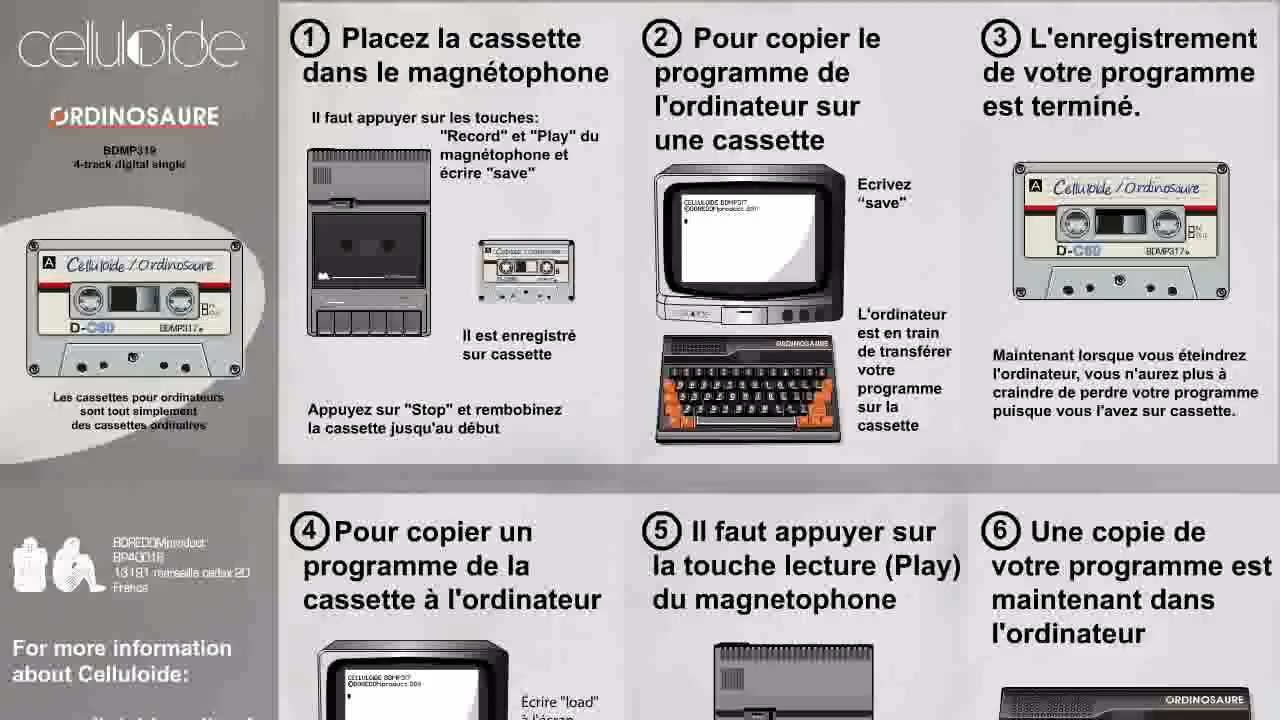 celluloide
ORDINOSAURE
BDMP319
4-track digital single
A Celluloide/Ordinosaure
D-C60 BDMP317
Les cassettes pour ordinateurs
sont tout simplement
des cassettes ordinaires
1 Placez la cassette
dans le magnétophone
Il faut appuyer sur les touches:
"Record" et "Play" du
magnétophone et
écrire "save"
Il est enregistré
sur cassette
Appuyez sur "Stop" et rembobinez
la cassette jusqu'au début
2 Pour copier le
programme de
l'ordinateur sur
une cassette
Ecrivez
"save"
CELLULOIDE BDMP317
ORDINOSAURE
L'ordinateur
est en train
de transférer
votre
programme
sur la
cassette
3 L'enregistrement
de votre programme
est terminé.
A Celluloide/Ordinosaure
D-C60 BDMP317
Maintenant lorsque vous éteindrez
l'ordinateur, vous n'aurez plus à
craindre de perdre votre programme
puisque vous l'avez sur cassette.
BOREDOMproduct
BP40016
13191 marseille cedex 20
France
For more information
about Celluloide:
4 Pour copier un
programme de la
cassette à l'ordinateur
CELLULOIDE BDMP317
Écrire "load"
à l'écran
5 Il faut appuyer sur
la touche lecture (Play)
du magnetophone
6 Une copie de
votre programme est
maintenant dans
l'ordinateur
ORDINOSAURE